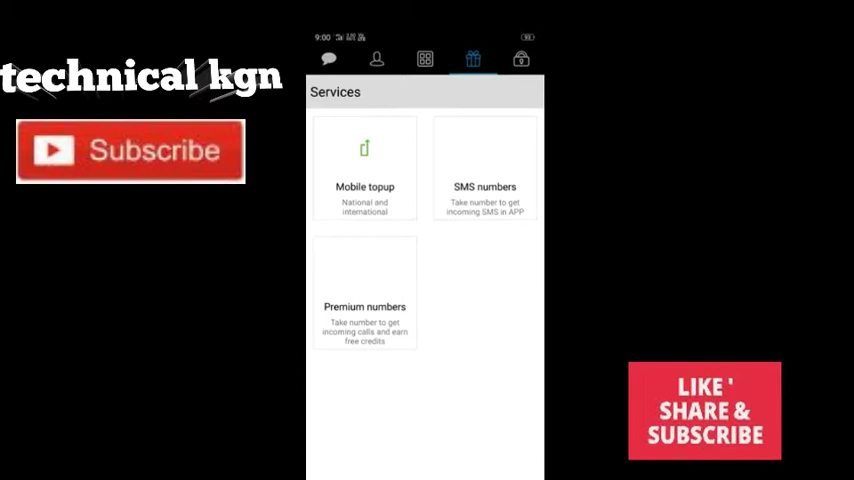 technical kgn
Subscribe
9:00
Services
Mobile topup
National and
international
SMS numbers
Take number to get
incoming SMS in APP
Premium numbers
Take number to get
incoming calls and earn
free credits
LIKE '
SHARE &
SUBSCRIBE